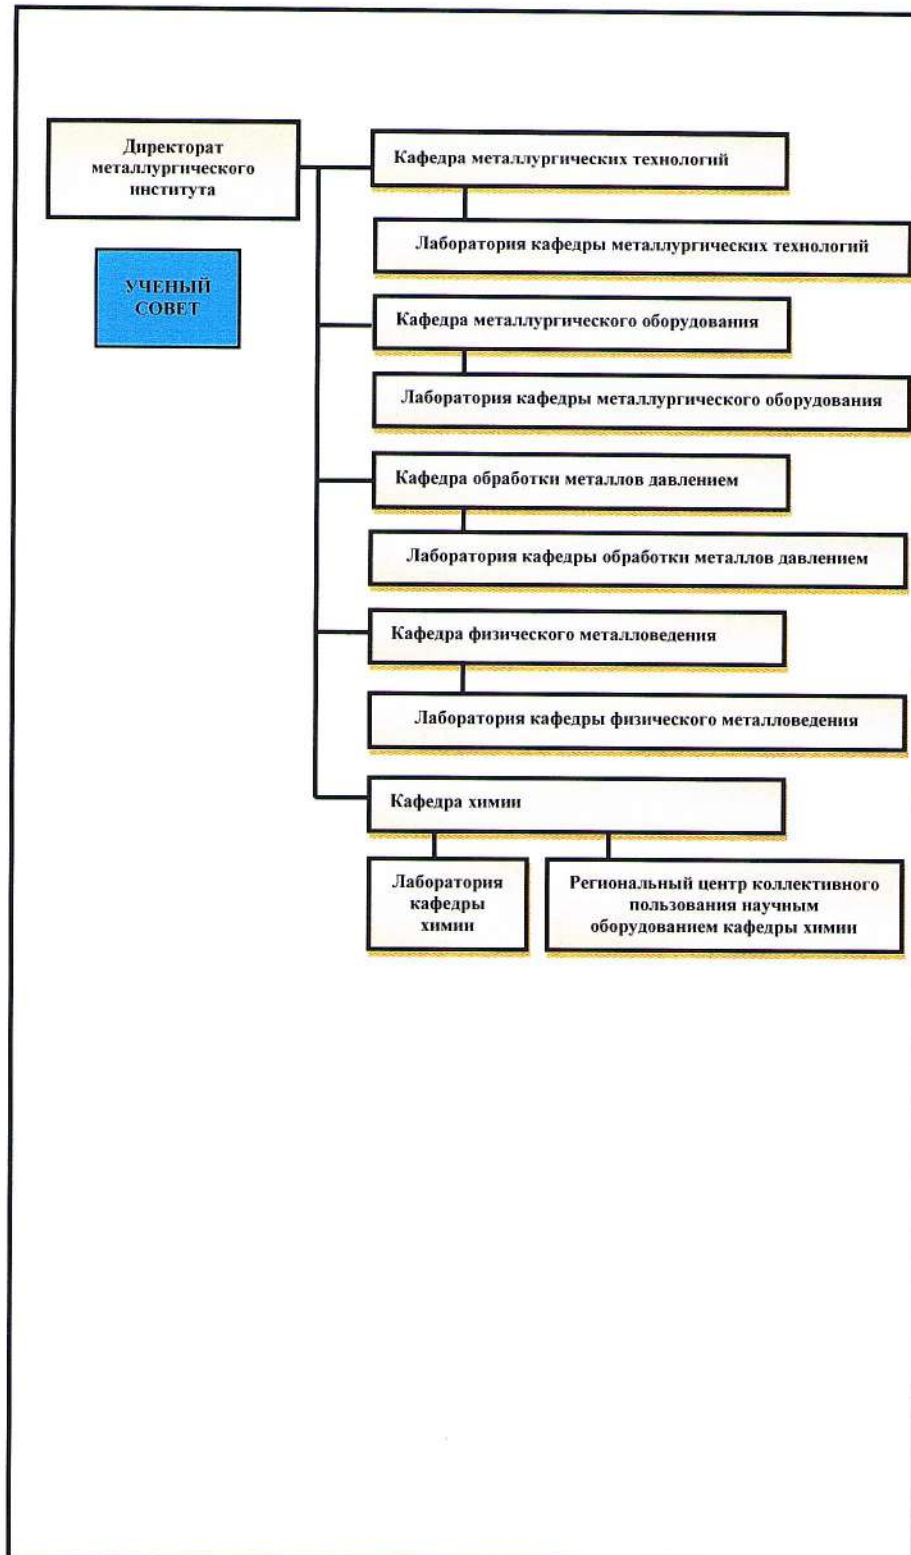 Директорат
металлургического
института
УЧЕНЫЙ
СОВЕТ
Кафедра металлургических технологий
Лаборатория кафедры металлургических технологий
Кафедра металлургического оборудования
Лаборатория кафедры металлургического оборудования
Кафедра обработки металлов давлением
Лаборатория кафедры обработки металлов давлением
Кафедра физического металловедения
Лаборатория кафедры физического металловедения
Кафедра химии
Лаборатория
кафедры
химии
Региональный центр коллективного
пользования научным
оборудованием кафедры химии